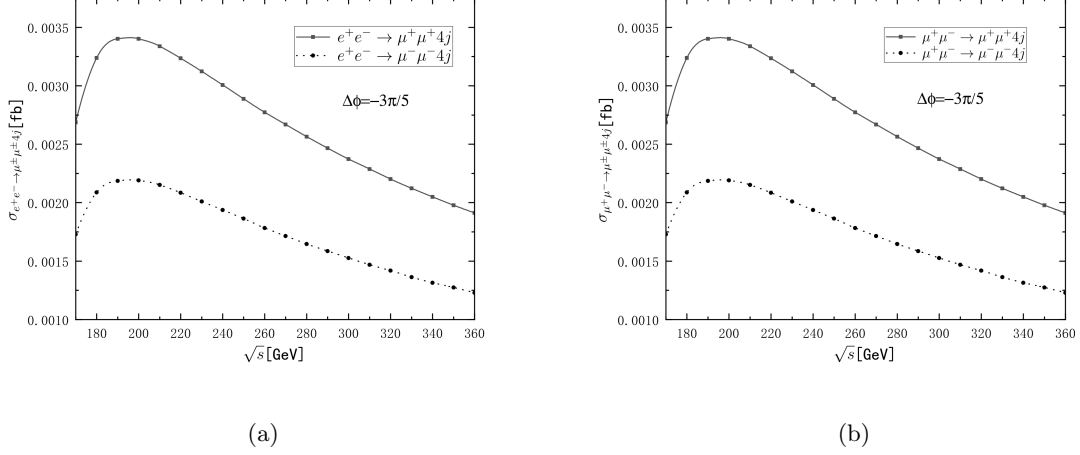 0.0035
0.0030
0.0025
0.0020
0.0015
0.0010
σ_{e⁺e⁻→μ^±μ^±4j}[fb]
e⁺e⁻ → μ⁺μ⁺4j
e⁺e⁻ → μ⁻μ⁻4j
Δϕ=−3π/5
180 200 220 240 260 280 300 320 340 360
√s[GeV]
(a)
0.0035
0.0030
0.0025
0.0020
0.0015
0.0010
σ_{μ⁺μ⁻→μ^±μ^±4j}[fb]
μ⁺μ⁻ → μ⁺μ⁺4j
μ⁺μ⁻ → μ⁻μ⁻4j
Δϕ=−3π/5
180 200 220 240 260 280 300 320 340 360
√s[GeV]
(b)